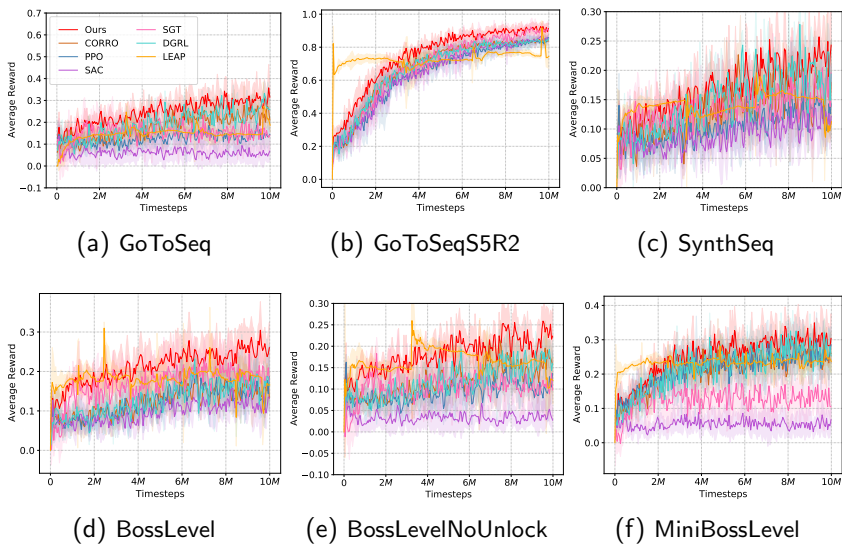 Ours
CORRO
PPO
SAC
SGT
DGRL
LEAP
Average Reward
0.7
0.6
0.5
0.4
0.3
0.2
0.1
0.0
−0.1
0 2M 4M 6M 8M 10M
Timesteps
(a) GoToSeq
Average Reward
1.0
0.8
0.6
0.4
0.2
0.0
0 2M 4M 6M 8M 10M
Timesteps
(b) GoToSeqS5R2
Average Reward
0.30
0.25
0.20
0.15
0.10
0.05
0.00
0 2M 4M 6M 8M 10M
Timesteps
(c) SynthSeq
Average Reward
0.3
0.2
0.1
0.0
0 2M 4M 6M 8M 10M
Timesteps
(d) BossLevel
Average Reward
0.30
0.25
0.20
0.15
0.10
0.05
0.00
−0.05
−0.10
0 2M 4M 6M 8M 10M
Timesteps
(e) BossLevelNoUnlock
Average Reward
0.4
0.3
0.2
0.1
0.0
0 2M 4M 6M 8M 10M
Timesteps
(f) MiniBossLevel